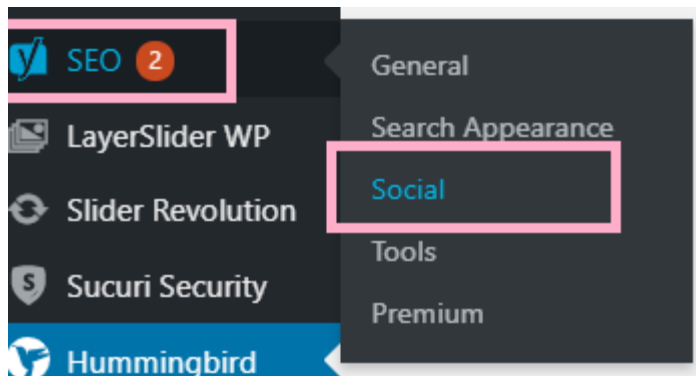 SEO 2
LayerSlider WP
Slider Revolution
Sucuri Security
Hummingbird
General
Search Appearance
Social
Tools
Premium